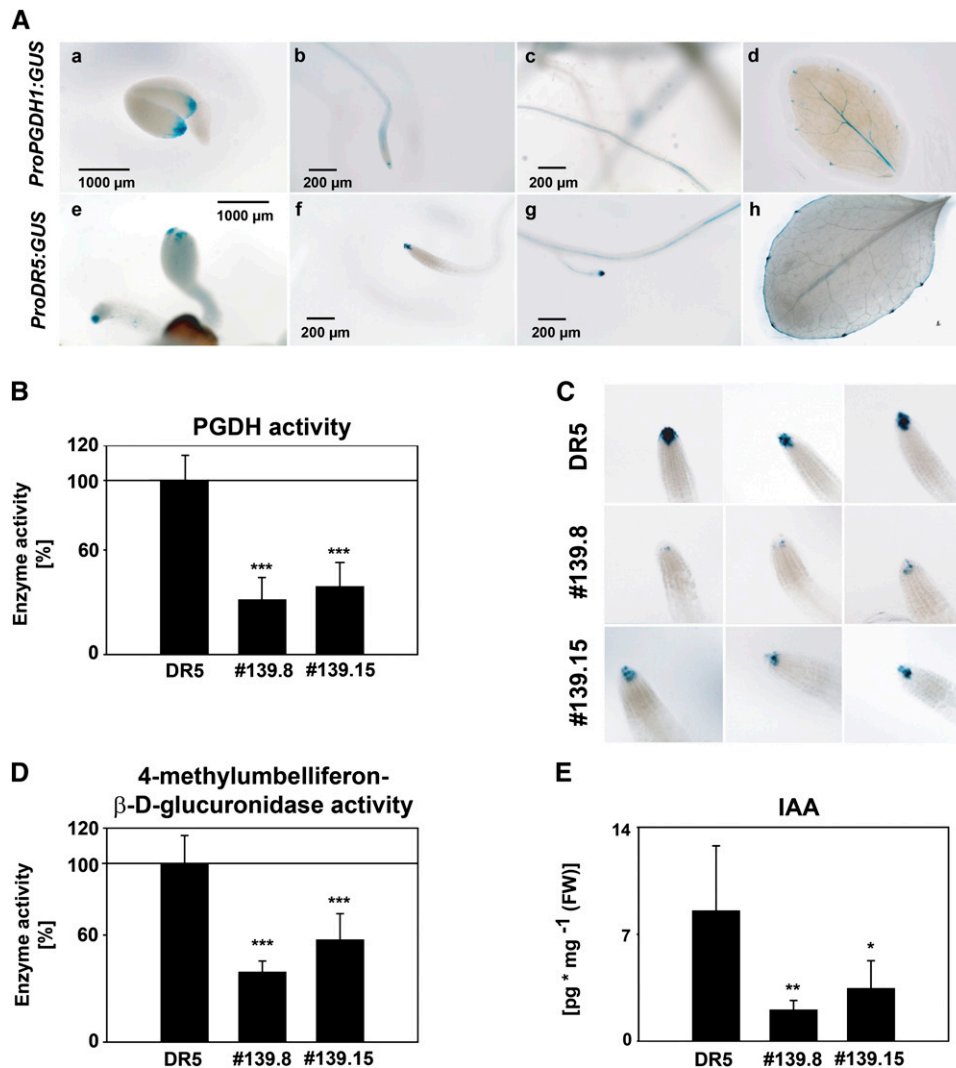 A
ProPGDH1:GUS
a
b
c
d
1000 µm
200 µm
200 µm
ProDR5:GUS
e
1000 µm
f
g
h
200 µm
200 µm
B
PGDH activity
Enzyme activity
[%]
120
100
60
0
***
***
DR5
#139.8
#139.15
C
DR5
#139.8
#139.15
D
4-methylumbelliferon-
β-D-glucuronidase activity
Enzyme activity
[%]
120
100
60
0
***
***
DR5
#139.8
#139.15
E
IAA
[pg * mg -1 (FW)]
14
7
0
**
*
DR5
#139.8
#139.15